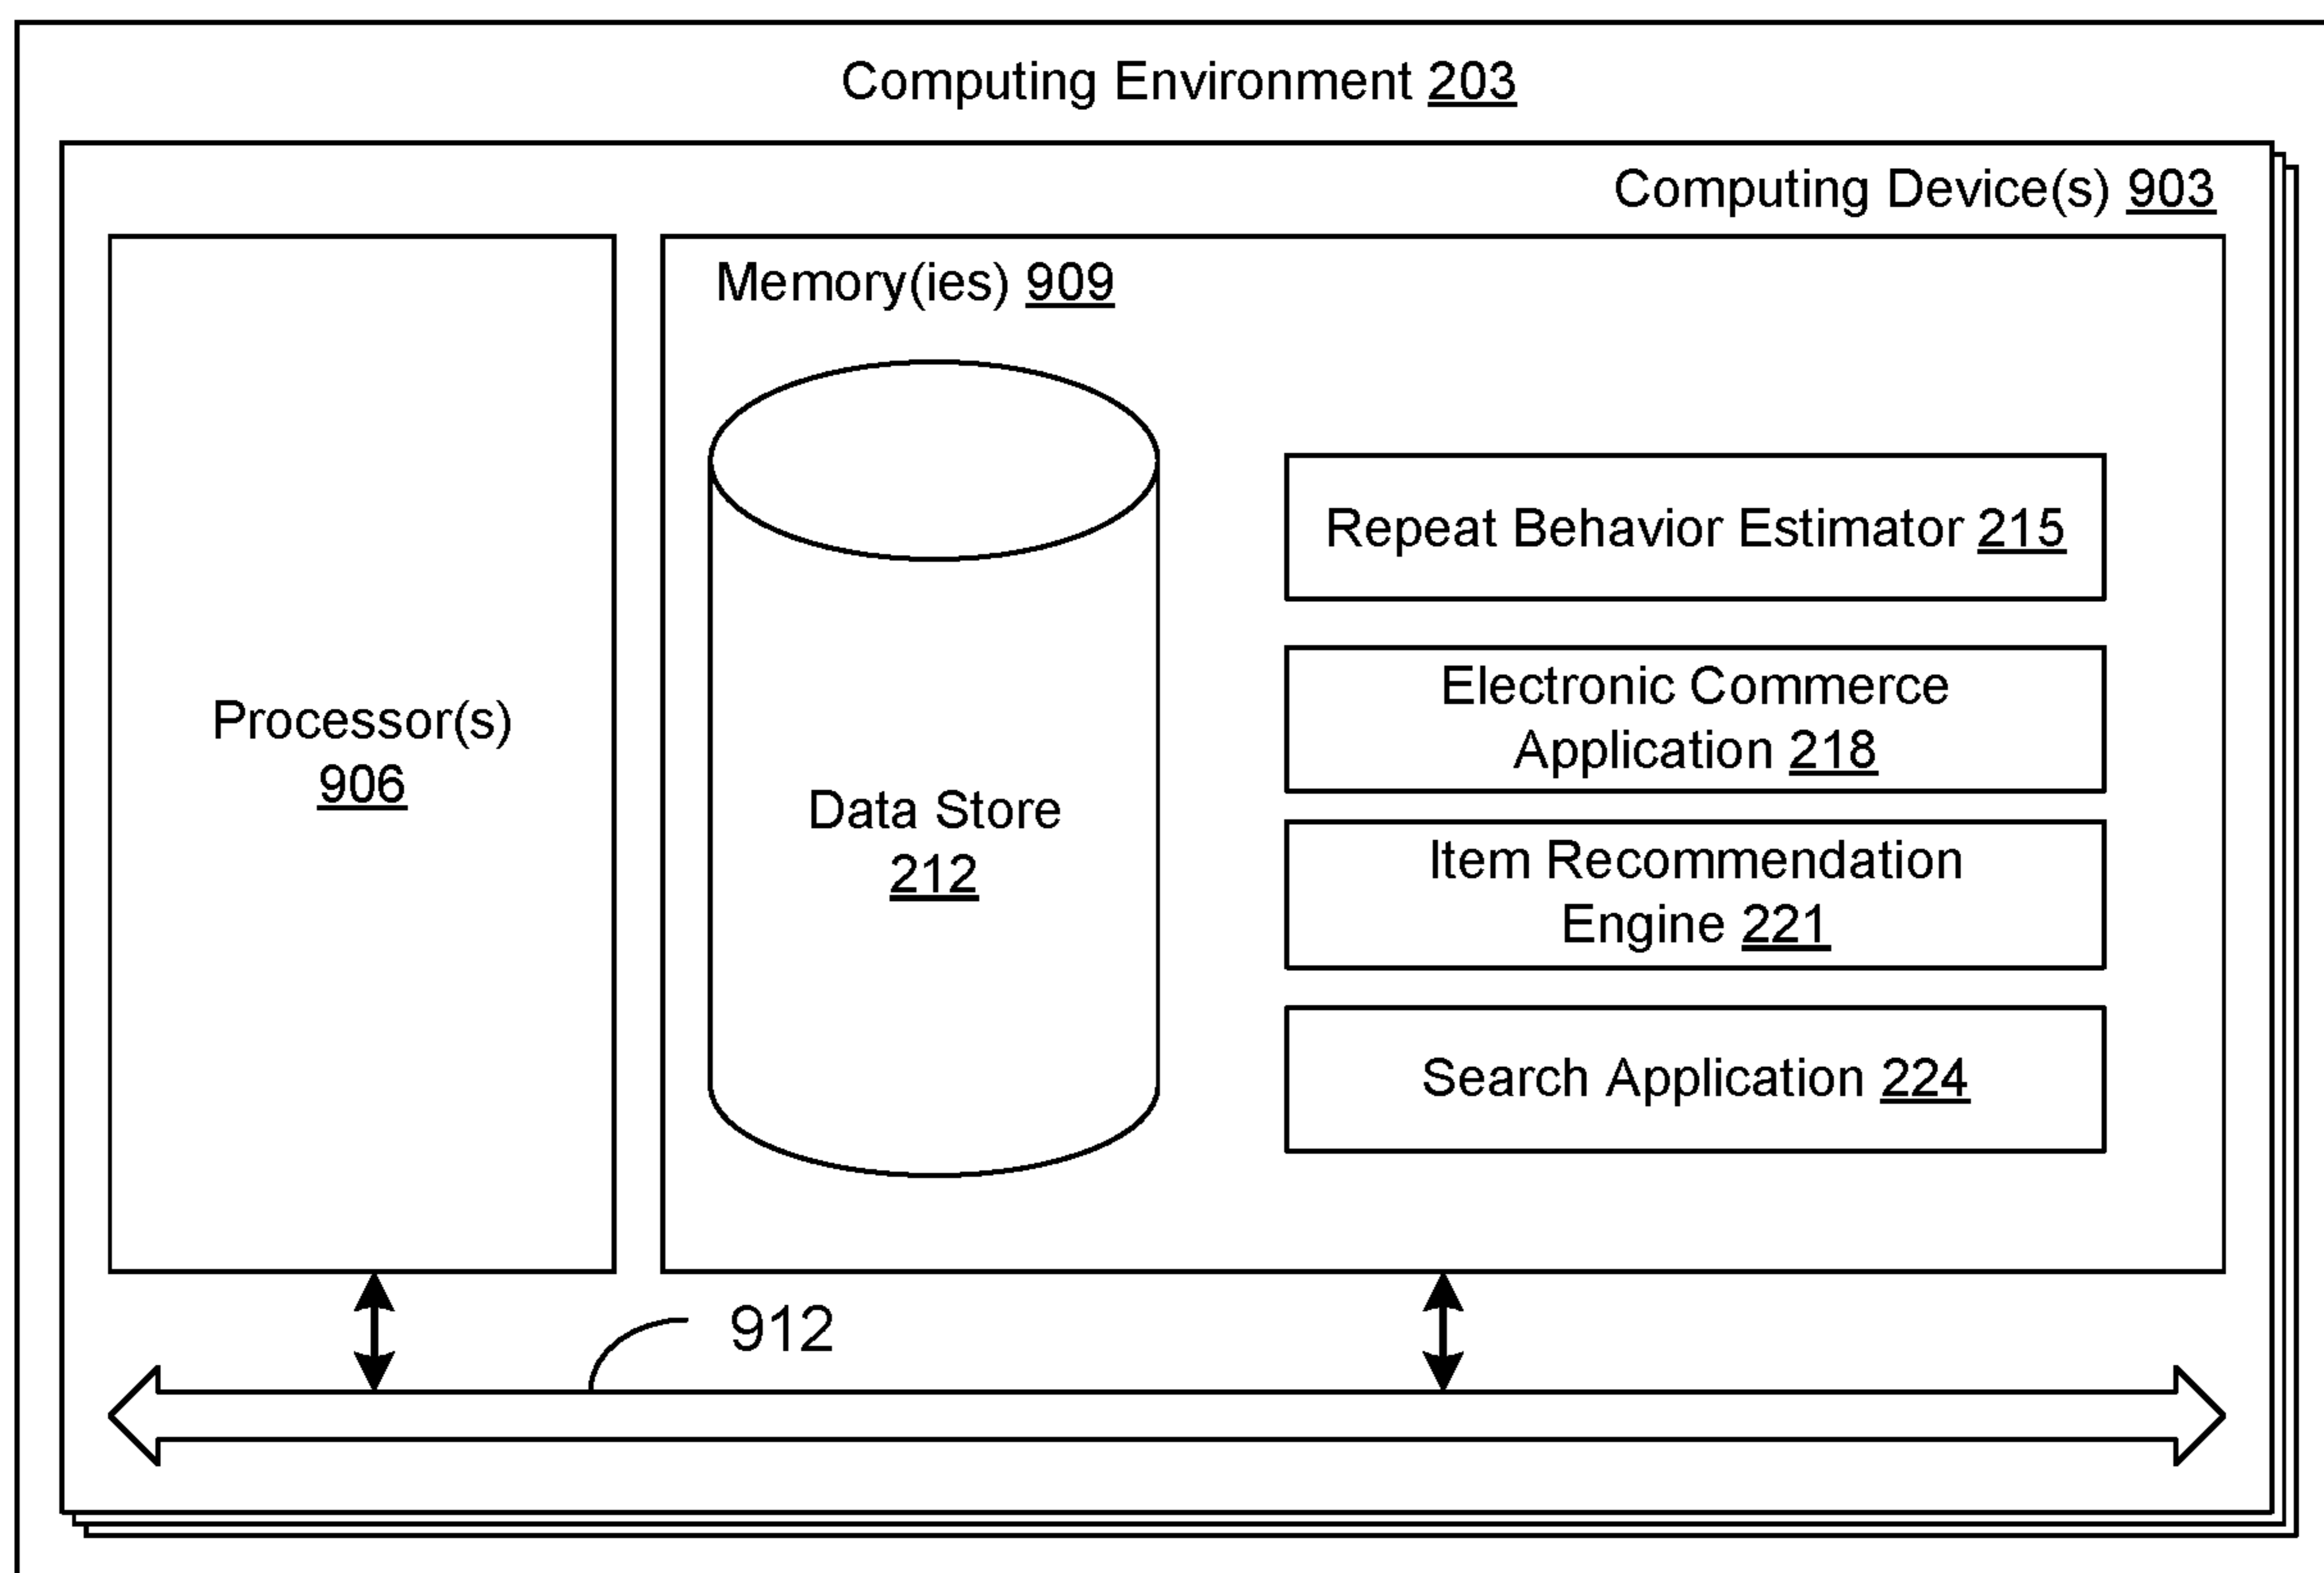 Computing Environment 203
Computing Device(s) 903
Memory(ies) 909
Processor(s)
906
Data Store
212
Repeat Behavior Estimator 215
Electronic Commerce
Application 218
Item Recommendation
Engine 221
Search Application 224
912